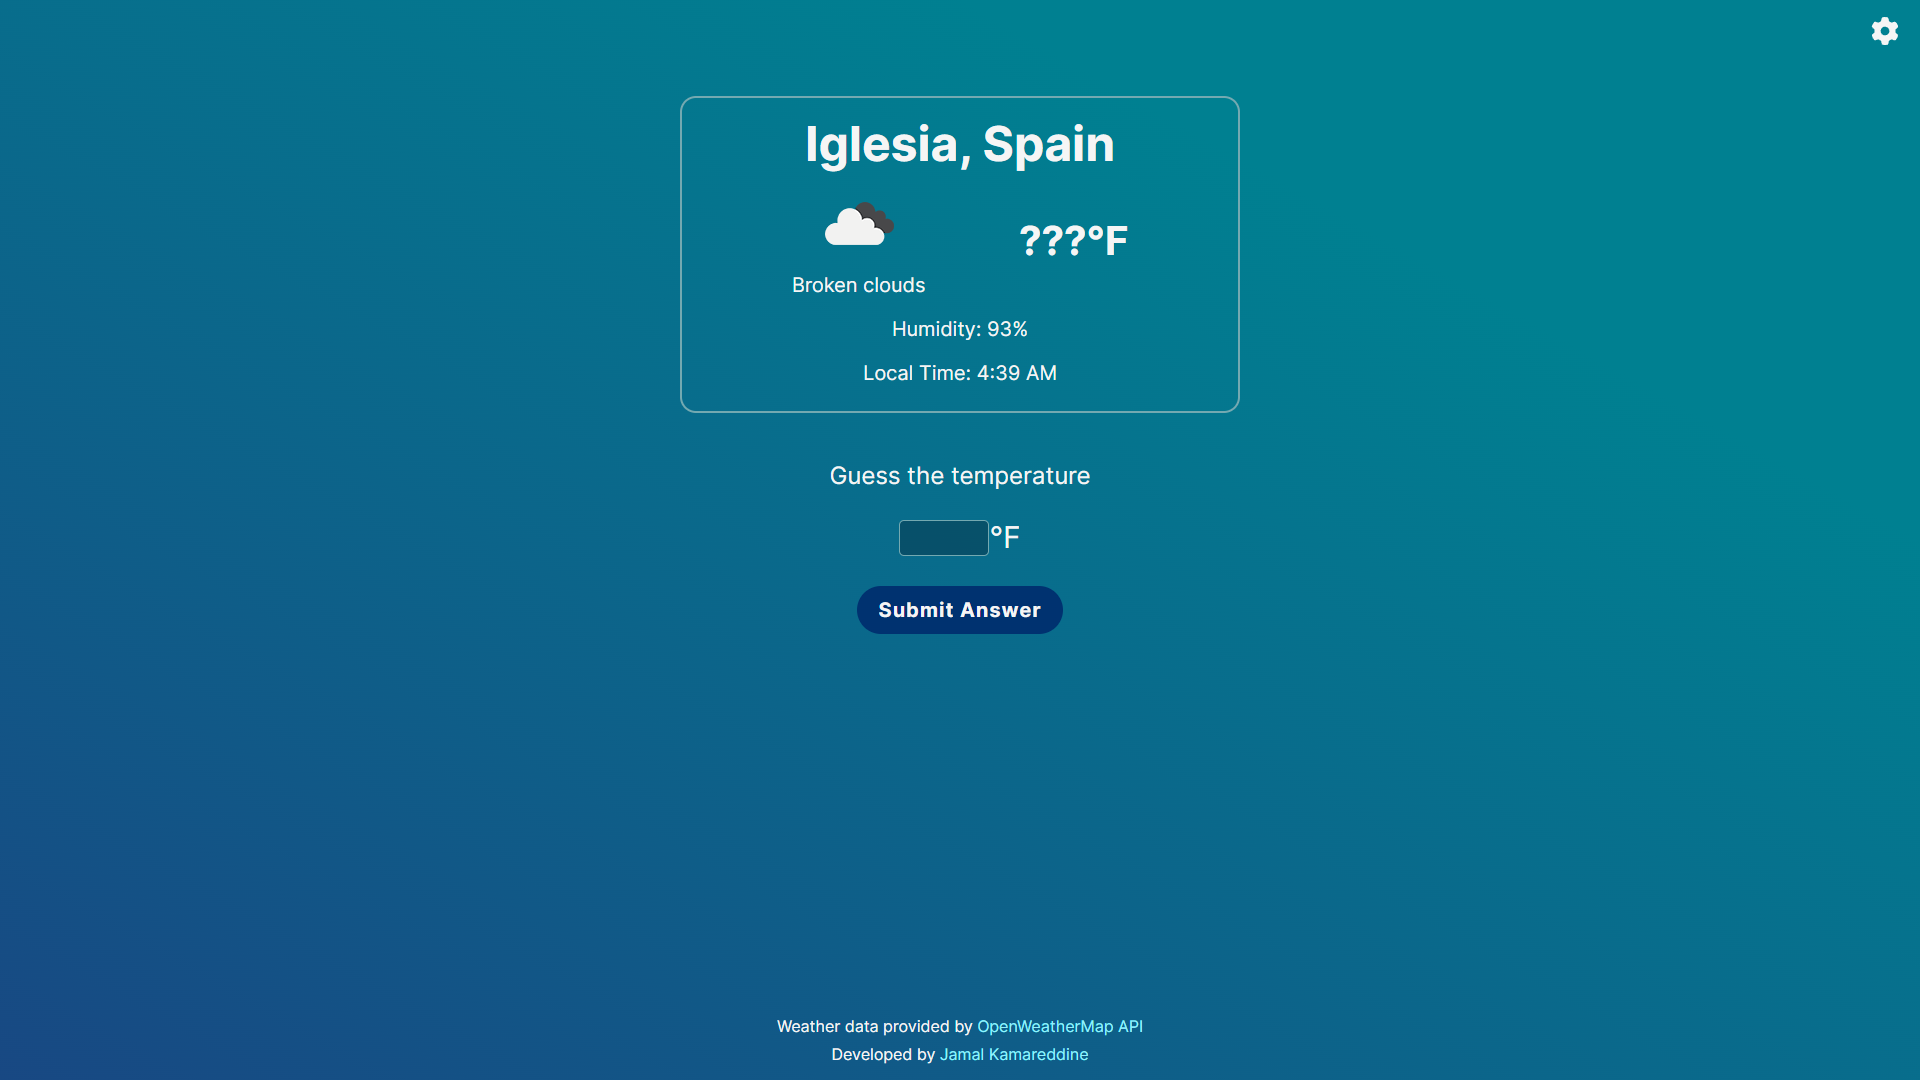 Iglesia, Spain
???°F
Broken clouds
Humidity: 93%
Local Time: 4:39 AM
Guess the temperature
°F
Submit Answer
Weather data provided by OpenWeatherMap API
Developed by Jamal Kamareddine